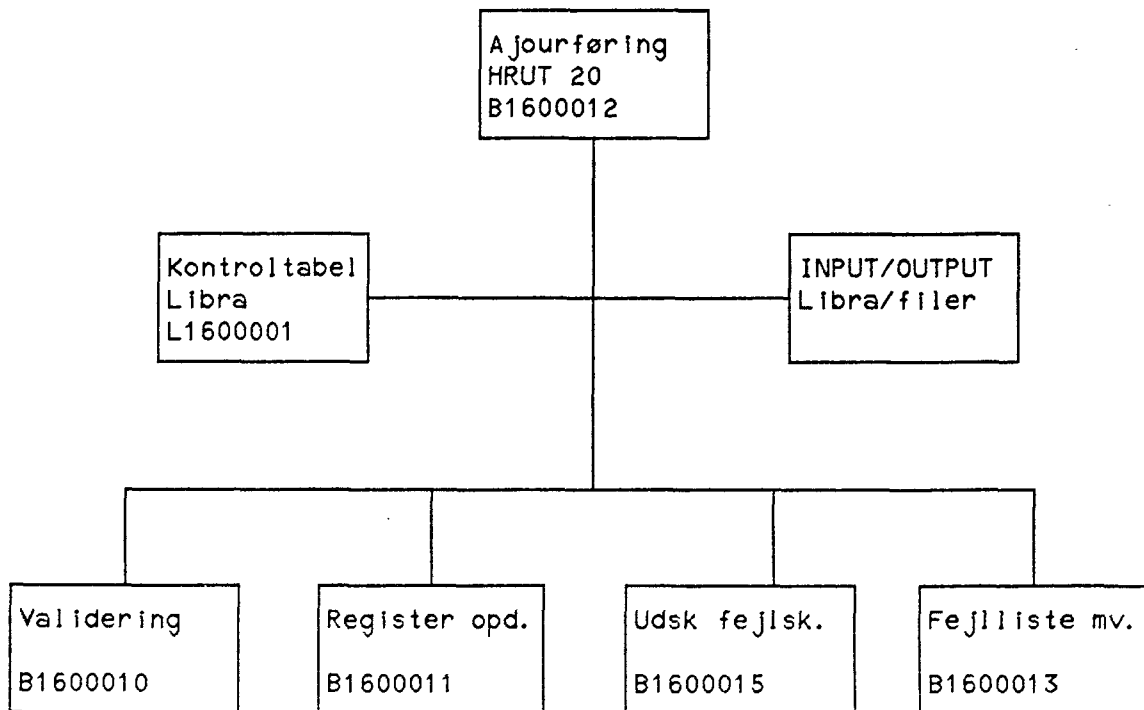 Ajourføring
HRUT 20
B1600012
Kontroltabel
Libra
L1600001
INPUT/OUTPUT
Libra/filer
Validering
B1600010
Register opd.
B1600011
Udsk fejlsk.
B1600015
Fejlliste mv.
B1600013